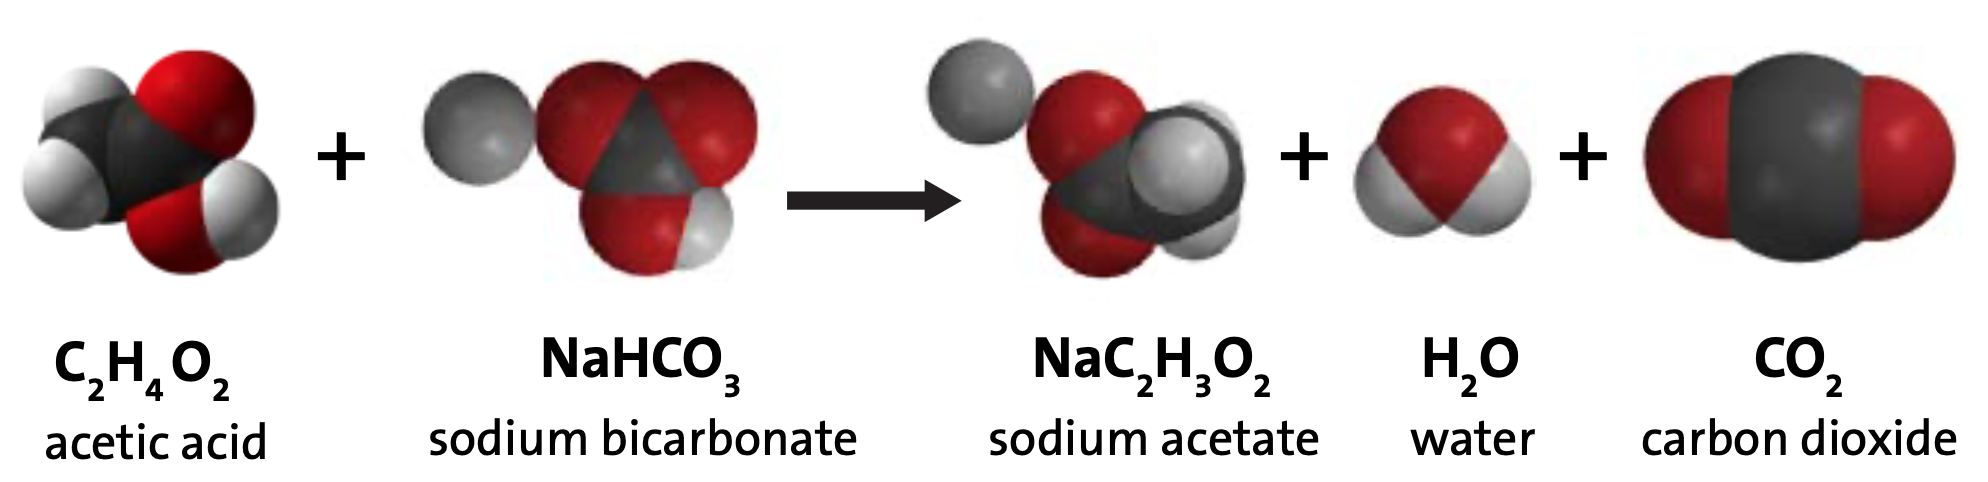 + + +
C₂H₄O₂ NaHCO₃ NaC₂H₃O₂ H₂O CO₂
acetic acid sodium bicarbonate sodium acetate water carbon dioxide